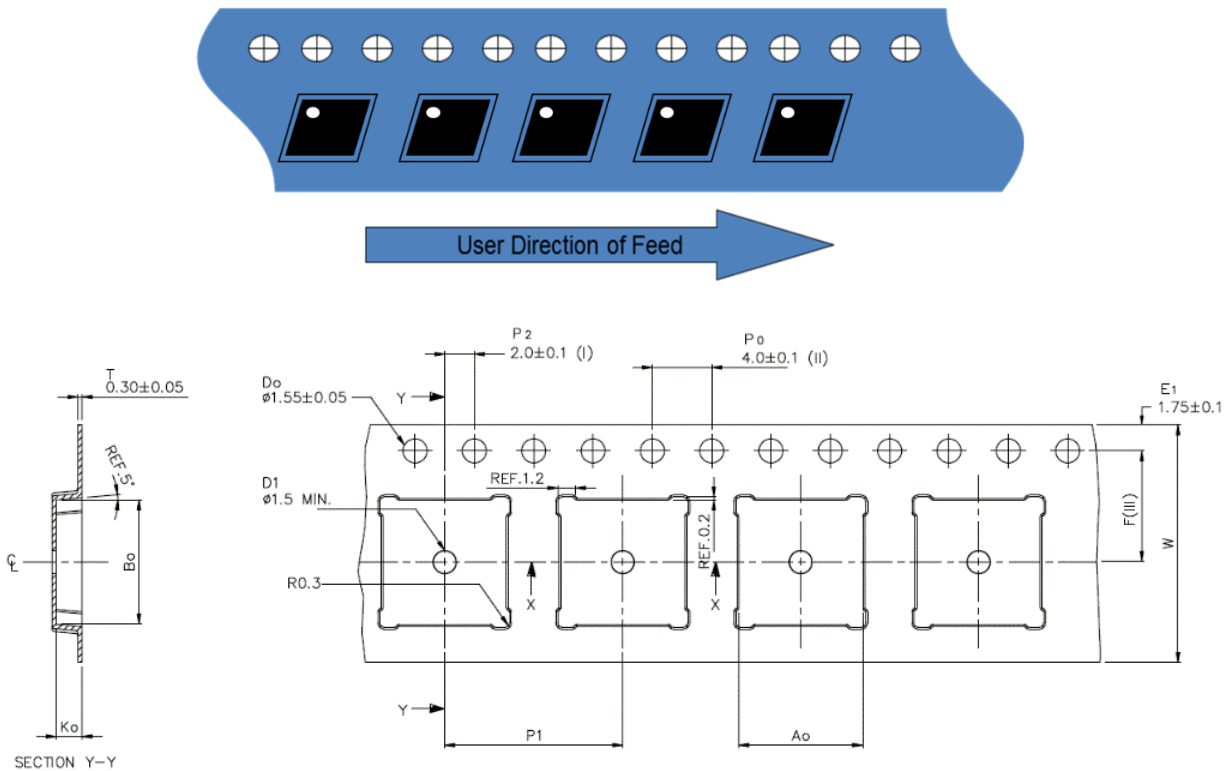 User Direction of Feed
P2
2.0±0.1 (I)
Po
4.0±0.1 (II)
T
0.30±0.05
Do
ø1.55±0.05
Y
E1
1.75±0.1
REF.5°
D1
ø1.5 MIN.
REF.1.2
REF.0.2
F(III)
W
Bo
R0.3
X
X
Y
Ko
P1
Ao
SECTION Y-Y